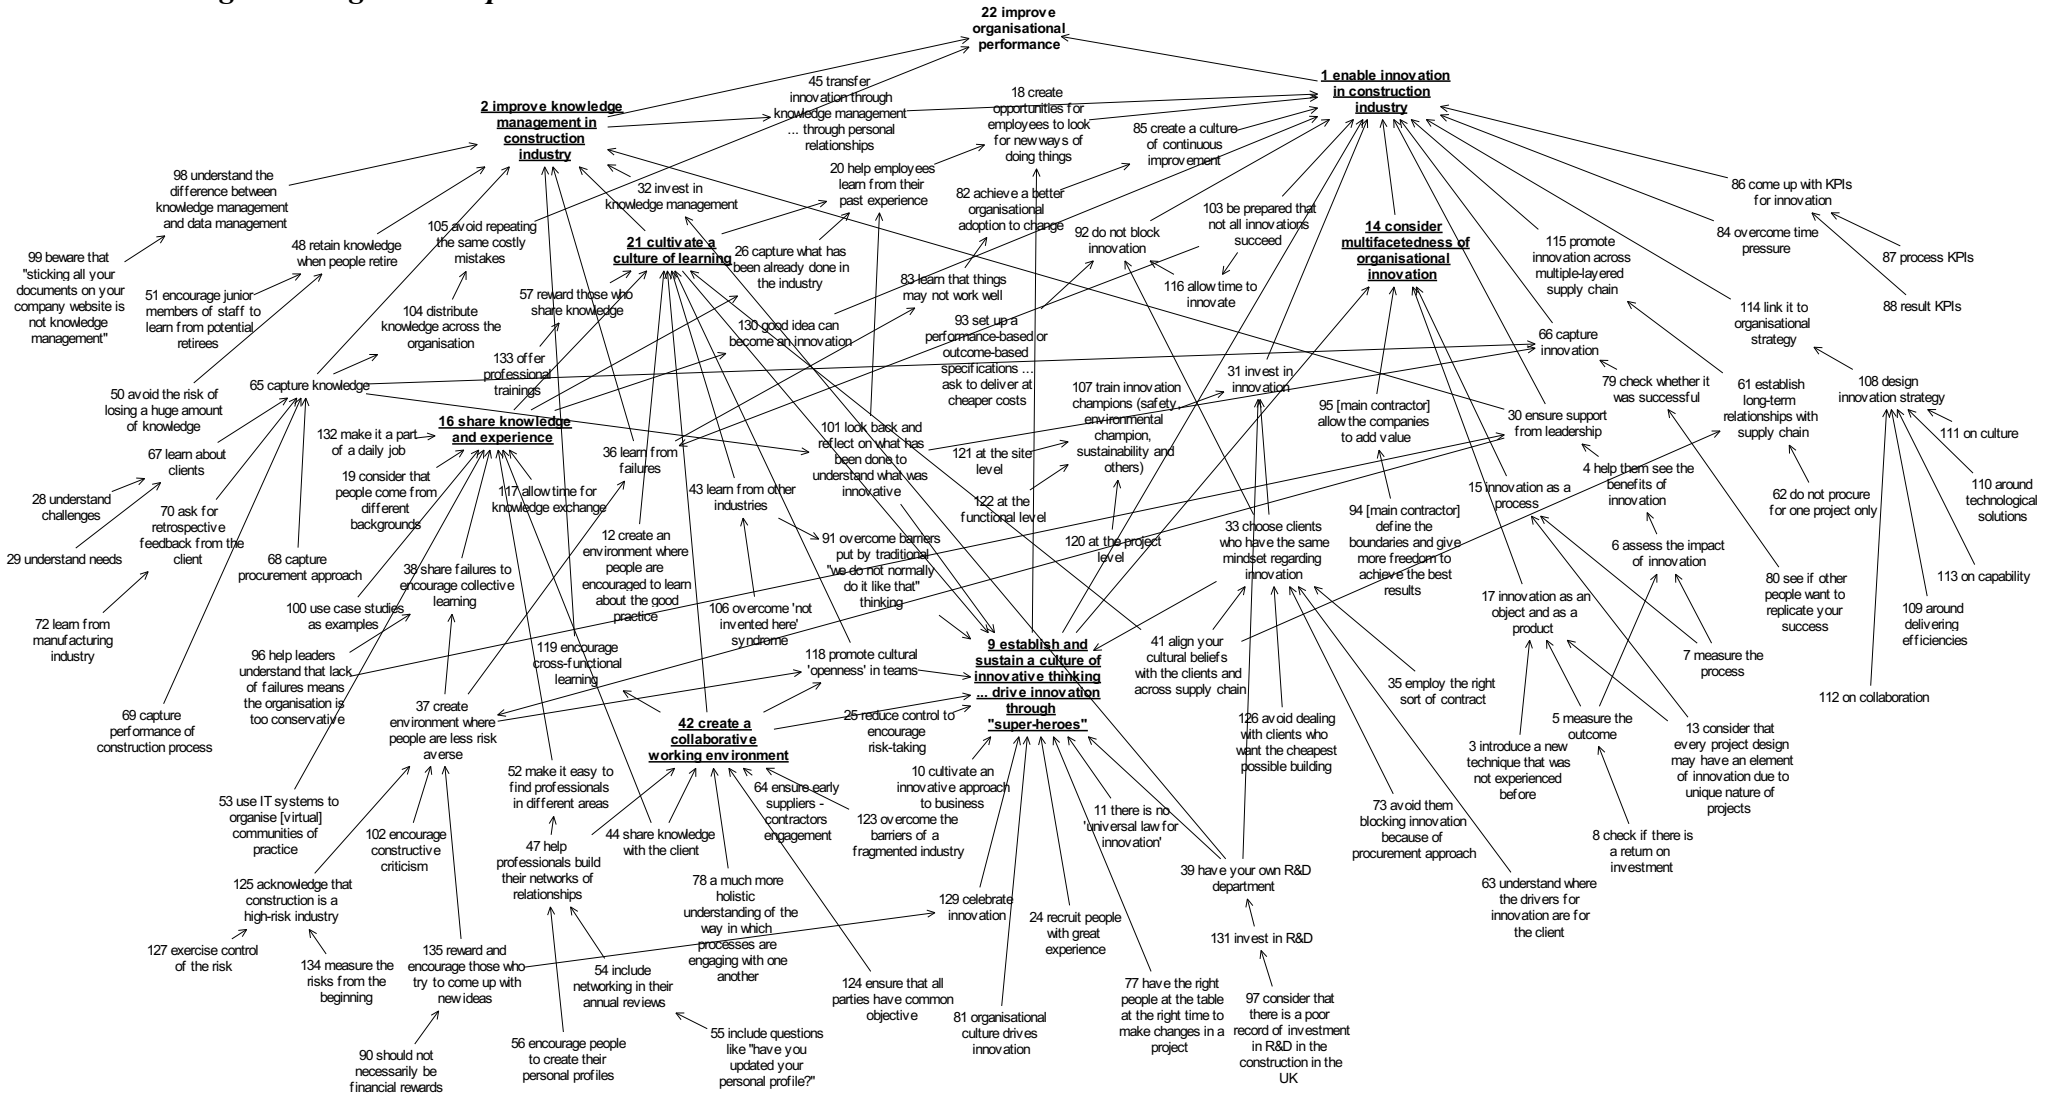 22 improve
organisational
performance
1 enable innovation
in construction
industry
2 improve knowledge
management in
construction
industry
45 transfer
innovation through
knowledge management
... through personal
relationships
18 create
opportunities for
employees to look
for new ways of
doing things
85 create a culture
of continuous
improvement
98 understand the
difference between
knowledge management
and data management
32 invest in
knowledge management
20 help employees
learn from their
past experience
82 achieve a better
organisational
adoption to change
86 come up with KPIs
for innovation
103 be prepared that
not all innovations
succeed
14 consider
multifacetedness of
organisational
innovation
84 overcome time
pressure
99 beware that
"sticking all your
documents on your
company website is
not knowledge
management"
48 retain knowledge
when people retire
105 avoid repeating
the same costly
mistakes
21 cultivate a
culture of learning
26 capture what has
been already done in
the industry
92 do not block
innovation
115 promote
innovation across
multiple-layered
supply chain
87 process KPIs
51 encourage junior
members of staff to
learn from potential
retirees
57 reward those who
share knowledge
83 learn that things
may not work well
116 allow time to
innovate
88 result KPIs
114 link it to
organisational
strategy
104 distribute
knowledge across the
organisation
130 good idea can
become an innovation
93 set up a
performance-based or
outcome-based
specifications ...
ask to deliver at
cheaper costs
66 capture
innovation
133 offer
professional
trainings
50 avoid the risk of
losing a huge amount
of knowledge
65 capture knowledge
31 invest in
innovation
79 check whether it
was successful
61 establish
long-term
relationships with
supply chain
108 design
innovation strategy
107 train innovation
champions (safety,
environmental
champion,
sustainability and
others)
95 [main contractor]
allow the companies
to add value
30 ensure support
from leadership
16 share knowledge
and experience
132 make it a part
of a daily job
101 look back and
reflect on what has
been done to
understand what was
innovative
111 on culture
67 learn about
clients
36 learn from
failures
121 at the site
level
4 help them see the
benefits of
innovation
19 consider that
people come from
different
backgrounds
117 allow time for
knowledge exchange
43 learn from other
industries
122 at the
functional level
15 innovation as a
process
62 do not procure
for one project only
110 around
technological
solutions
28 understand
challenges
70 ask for
retrospective
feedback from the
client
94 [main contractor]
define the
boundaries and give
more freedom to
achieve the best
results
29 understand needs
68 capture
procurement approach
12 create an
environment where
people are
encouraged to learn
about the good
practice
91 overcome barriers
put by traditional
"we do not normally
do it like that"
thinking
120 at the project
level
33 choose clients
who have the same
mindset regarding
innovation
6 assess the impact
of innovation
38 share failures to
encourage collective
learning
80 see if other
people want to
replicate your
success
113 on capability
100 use case studies
as examples
106 overcome 'not
invented here'
syndrome
17 innovation as an
object and as a
product
109 around
delivering
efficiencies
72 learn from
manufacturing
industry
96 help leaders
understand that lack
of failures means
the organisation is
too conservative
119 encourage
cross-functional
learning
118 promote cultural
'openness' in teams
9 establish and
sustain a culture of
innovative thinking
... drive innovation
through
"super-heroes"
41 align your
cultural beliefs
with the clients and
across supply chain
7 measure the
process
35 employ the right
sort of contract
112 on collaboration
69 capture
performance of
construction process
37 create
environment where
people are less risk
averse
42 create a
collaborative
working environment
25 reduce control to
encourage
risk-taking
126 avoid dealing
with clients who
want the cheapest
possible building
5 measure the
outcome
13 consider that
every project design
may have an element
of innovation due to
unique nature of
projects
3 introduce a new
technique that was
not experienced
before
52 make it easy to
find professionals
in different areas
10 cultivate an
innovative approach
to business
64 ensure early
suppliers -
contractors
engagement
53 use IT systems to
organise [virtual]
communities of
practice
11 there is no
'universal law for
innovation'
73 avoid them
blocking innovation
because of
procurement approach
123 overcome the
barriers of a
fragmented industry
102 encourage
constructive
criticism
44 share knowledge
with the client
8 check if there is
a return on
investment
47 help
professionals build
their networks of
relationships
39 have your own R&D
department
125 acknowledge that
construction is a
high-risk industry
78 a much more
holistic
understanding of the
way in which
processes are
engaging with one
another
63 understand where
the drivers for
innovation are for
the client
129 celebrate
innovation
24 recruit people
with great
experience
131 invest in R&D
127 exercise control
of the risk
134 measure the
risks from the
beginning
135 reward and
encourage those who
try to come up with
new ideas
54 include
networking in their
annual reviews
124 ensure that all
parties have common
objective
77 have the right
people at the table
at the right time to
make changes in a
project
97 consider that
there is a poor
record of investment
in R&D in the
construction in the
UK
81 organisational
culture drives
innovation
90 should not
necessarily be
financial rewards
56 encourage people
to create their
personal profiles
55 include questions
like "have you
updated your
personal profile?"